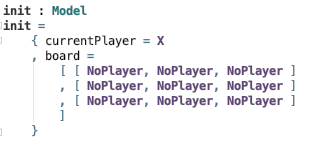 init : Model
init =
    { currentPlayer = X
    , board =
        [ [ NoPlayer, NoPlayer, NoPlayer ]
        , [ NoPlayer, NoPlayer, NoPlayer ]
        , [ NoPlayer, NoPlayer, NoPlayer ]
        ]
    }